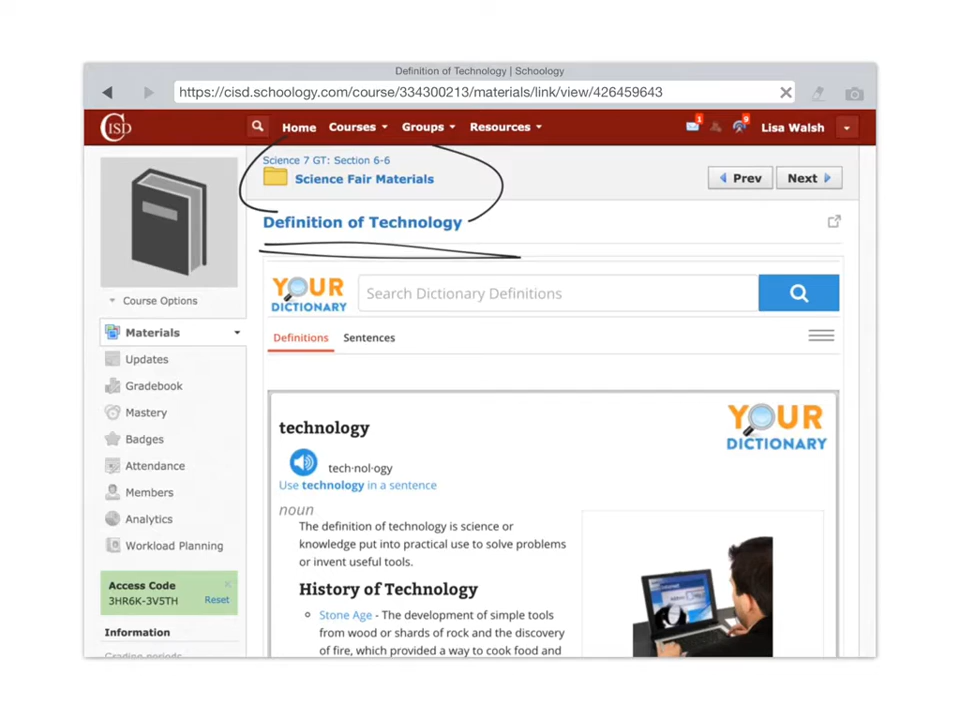 Definition of Technology | Schoology
https://cisd.schoology.com/course/334300213/materials/link/view/426459643
CISD
Home
Courses
Groups
Resources
1
9
Lisa Walsh
Science 7 GT: Section 6-6
Science Fair Materials
Prev
Next
Definition of Technology
Course Options
Materials
Updates
Gradebook
Mastery
Badges
Attendance
Members
Analytics
Workload Planning
Access Code
3HR6K-3V5TH
Reset
Information
Grading periods
YOUR
DICTIONARY
Search Dictionary Definitions
Definitions
Sentences
YOUR
DICTIONARY
technology
tech·nol·ogy
Use technology in a sentence
noun
The definition of technology is science or
knowledge put into practical use to solve problems
or invent useful tools.
History of Technology
Stone Age - The development of simple tools
from wood or shards of rock and the discovery
of fire, which provided a way to cook food and